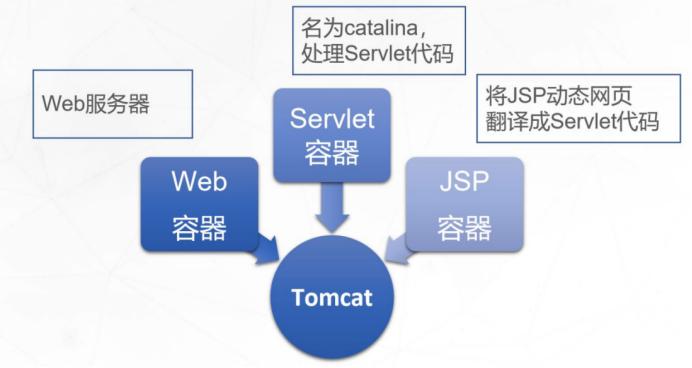 名为catalina，
处理Servlet代码
Web服务器
将JSP动态网页
翻译成Servlet代码
Servlet
容器
Web
容器
JSP
容器
Tomcat